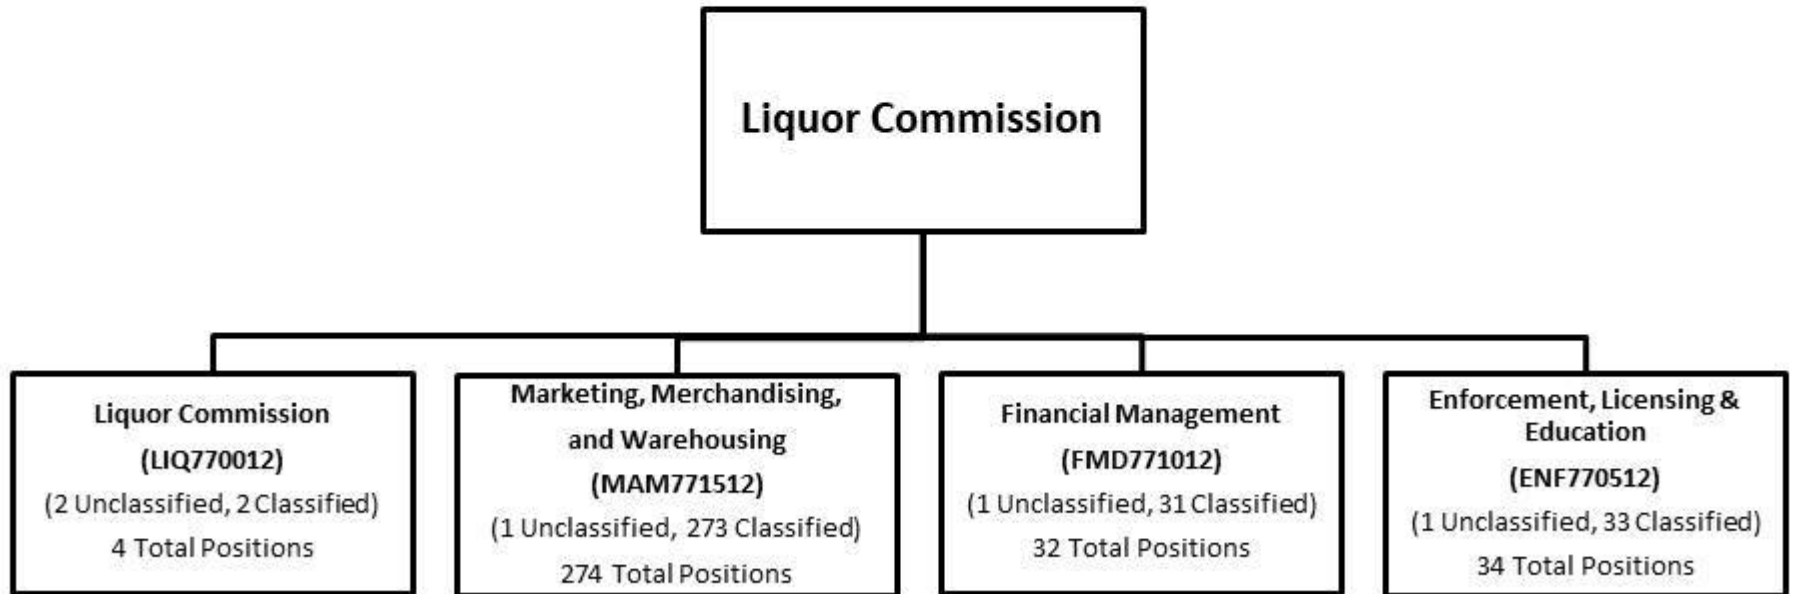 Liquor Commission
Liquor Commission
(LIQ770012)
(2 Unclassified, 2 Classified)
4 Total Positions
Marketing, Merchandising,
and Warehousing
(MAM771512)
(1 Unclassified, 273 Classified)
274 Total Positions
Financial Management
(FMD771012)
(1 Unclassified, 31 Classified)
32 Total Positions
Enforcement, Licensing &
Education
(ENF770512)
(1 Unclassified, 33 Classified)
34 Total Positions